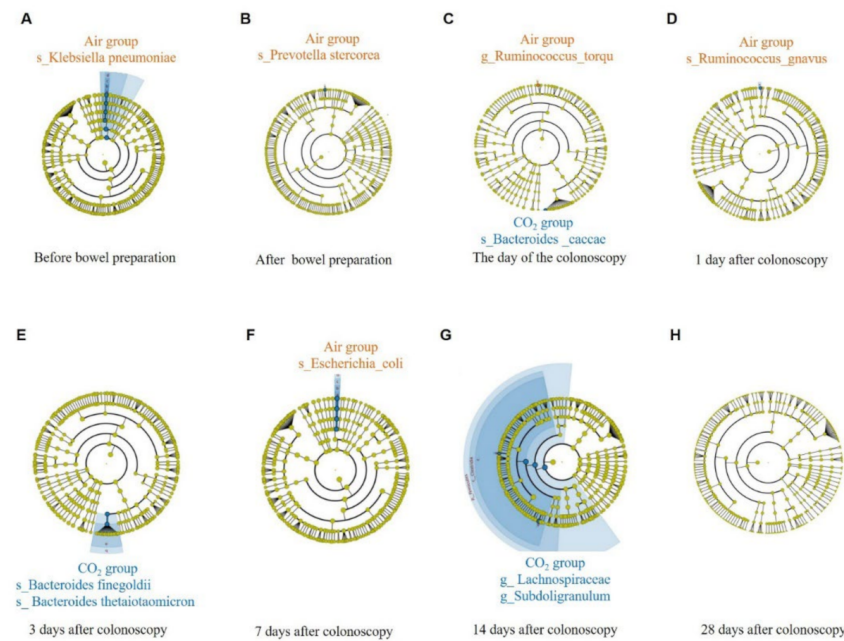 A
Air group
s_Klebsiella pneumoniae
Before bowel preparation
B
Air group
s_Prevotella stercorea
After bowel preparation
C
Air group
g_Ruminococcus_torqu
CO₂ group
s_Bacteroides _caccae
The day of the colonoscopy
D
Air group
s_Ruminococcus_gnavus
1 day after colonoscopy
E
CO₂ group
s_Bacteroides finegoldii
s_ Bacteroides thetaiotaomicron
3 days after colonoscopy
F
Air group
s_Escherichia_coli
7 days after colonoscopy
G
CO₂ group
g_ Lachnospiraceae
g_Subdoligranulum
14 days after colonoscopy
H
28 days after colonoscopy